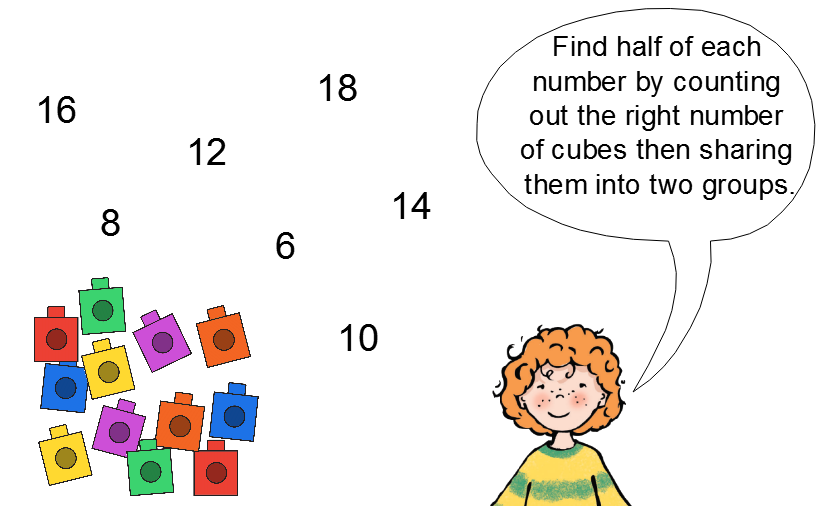 Find half of each
number by counting
out the right number
of cubes then sharing
them into two groups.
18
16
12
14
8
6
10